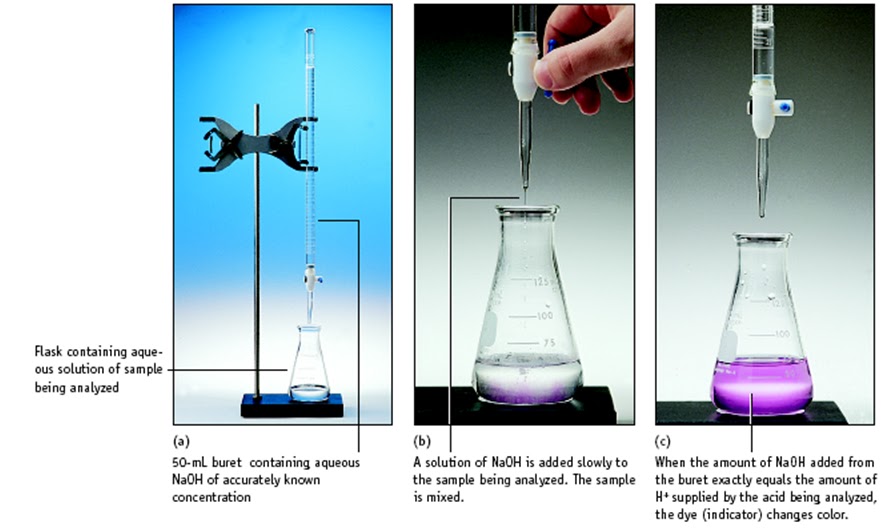 Flask containing aque-
ous solution of sample
being analyzed
(a)
50-mL buret containing aqueous
NaOH of accurately known
concentration
125
100
75
(b)
A solution of NaOH is added slowly to
the sample being analyzed. The sample
is mixed.
100
(c)
When the amount of NaOH added from
the buret exactly equals the amount of
H⁺ supplied by the acid being analyzed,
the dye (indicator) changes color.